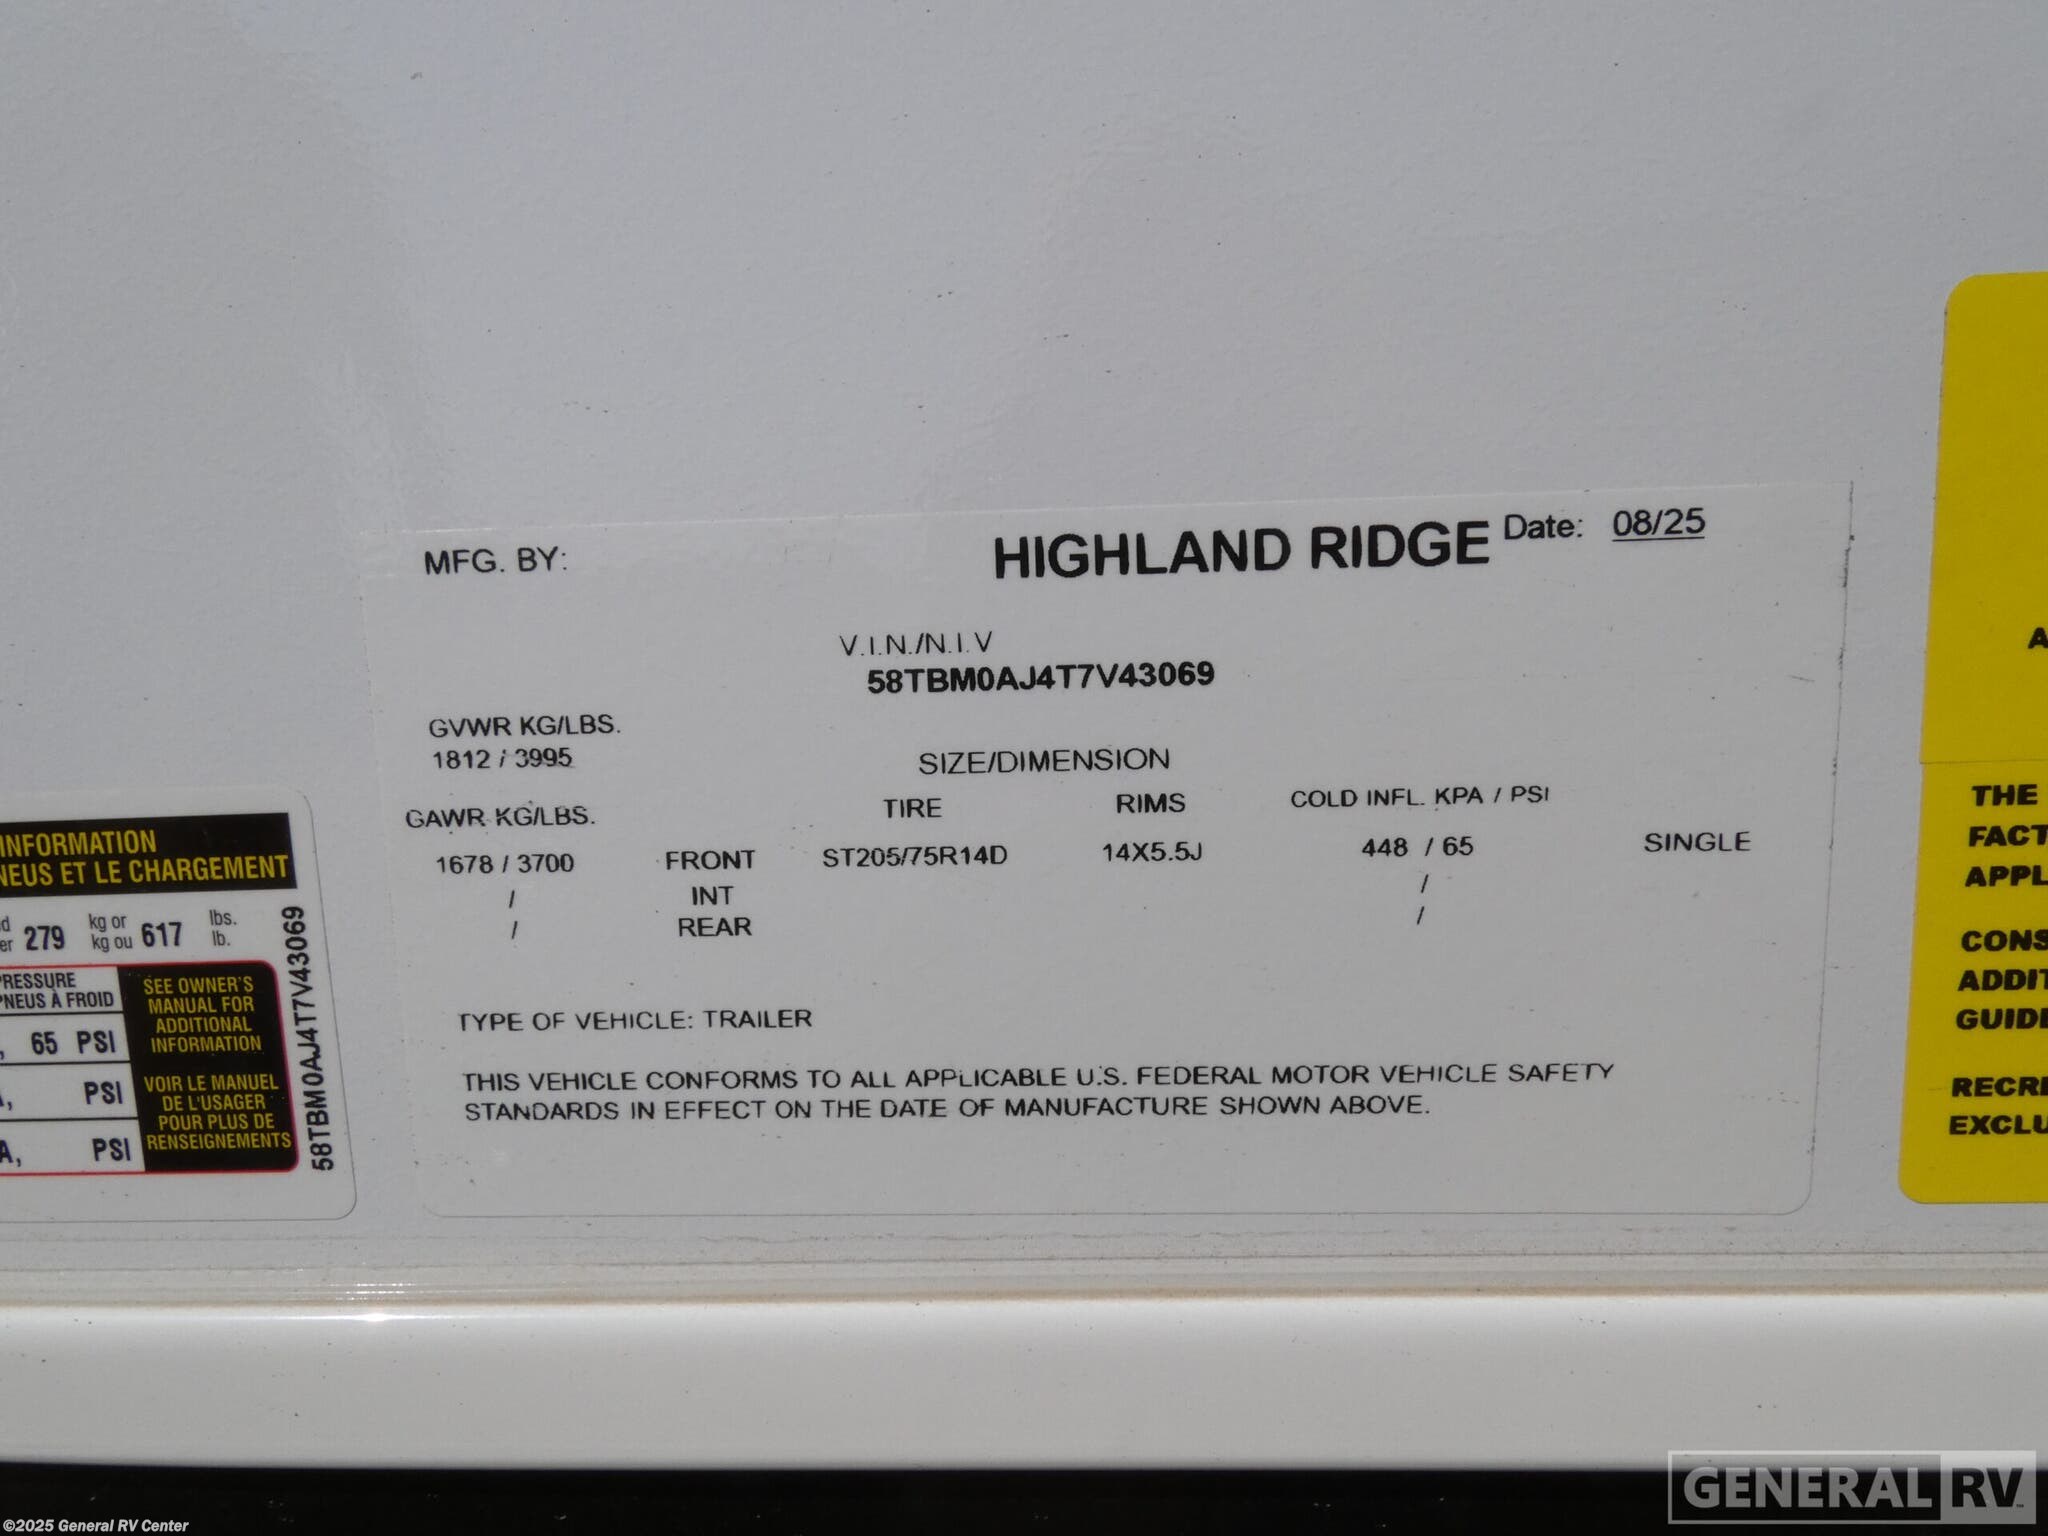 MFG. BY:
HIGHLAND RIDGE Date: 08/25
V.I.N./N.I.V
58TBM0AJ4T7V43069
GVWR KG/LBS.
1812 / 3995
SIZE/DIMENSION
GAWR KG/LBS.
TIRE RIMS COLD INFL. KPA / PSI
1678 / 3700 FRONT ST205/75R14D 14X5.5J 448 / 65 SINGLE
/ INT /
/ REAR /
TYPE OF VEHICLE: TRAILER
THIS VEHICLE CONFORMS TO ALL APPLICABLE U.S. FEDERAL MOTOR VEHICLE SAFETY
STANDARDS IN EFFECT ON THE DATE OF MANUFACTURE SHOWN ABOVE.
INFORMATION
NEUS ET LE CHARGEMENT
279 kg or 617 lbs.
kg ou lb.
RESSURE
PNEUS À FROID
65 PSI
PSI
A, PSI
SEE OWNER'S
MANUAL FOR
ADDITIONAL
INFORMATION
VOIR LE MANUEL
DE L'USAGER
POUR PLUS DE
RENSEIGNEMENTS
58TBM0AJ4T7V43069
A
THE
FACT
APPL
CONS
ADDIT
GUIDE
RECRE
EXCLU
GENERAL RV
©2025 General RV Center